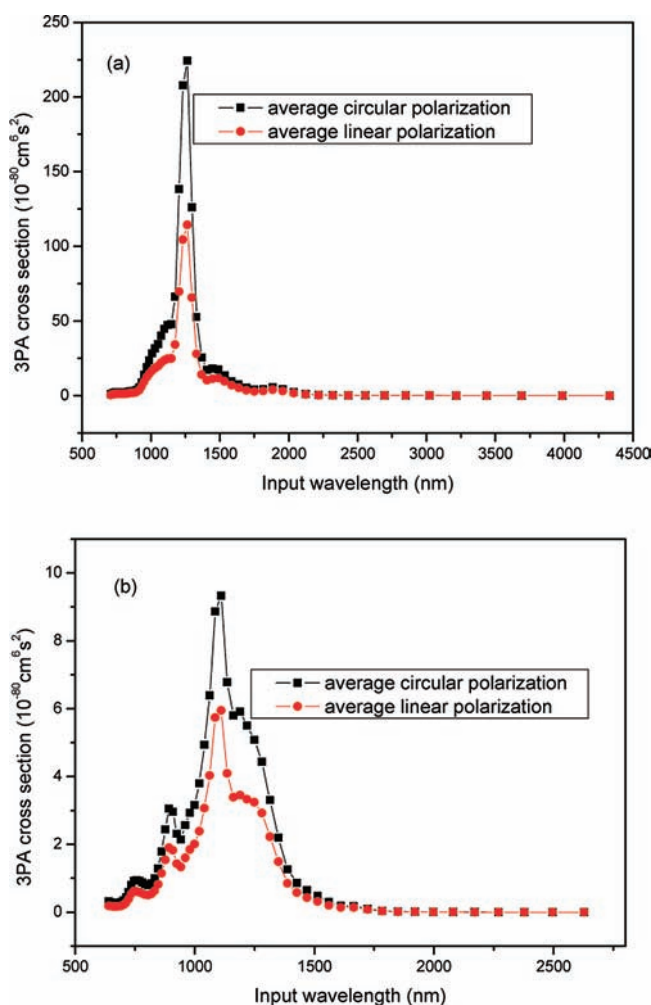 250
(a)
200
average circular polarization
average linear polarization
150
100
50
0
3PA cross section (10⁻⁸⁰cm⁶s²)
500 1000 1500 2000 2500 3000 3500 4000 4500
Input wavelength (nm)
10
(b)
8
average circular polarization
average linear polarization
6
4
2
0
3PA cross section (10⁻⁸⁰cm⁶s²)
500 1000 1500 2000 2500
Input wavelength (nm)